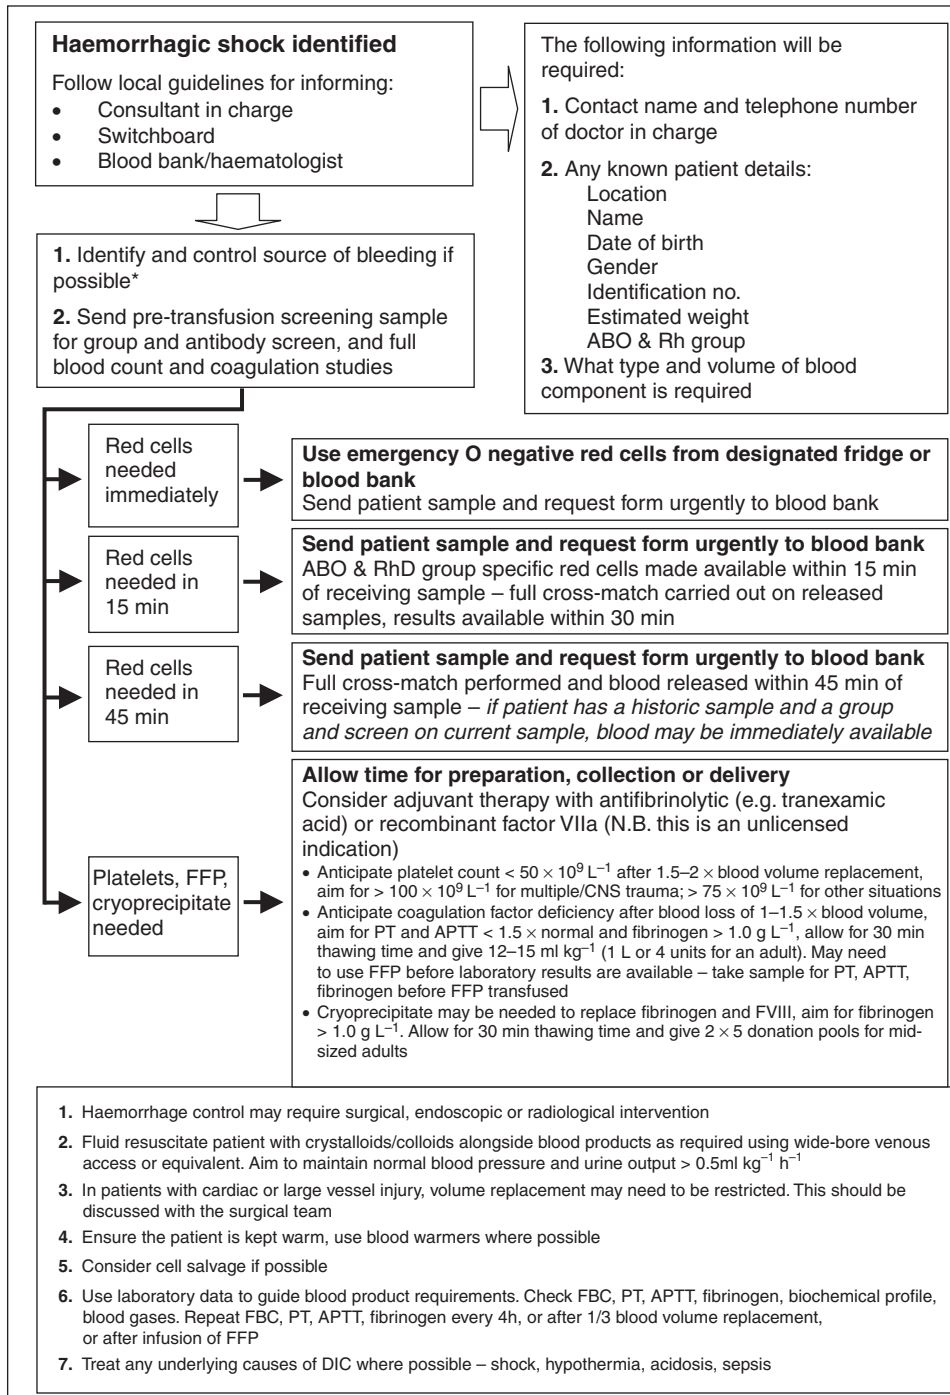 Haemorrhagic shock identified
Follow local guidelines for informing:
• Consultant in charge
• Switchboard
• Blood bank/haematologist
The following information will be
required:
1. Contact name and telephone number
of doctor in charge
2. Any known patient details:
Location
Name
Date of birth
Gender
Identification no.
Estimated weight
ABO & Rh group
3. What type and volume of blood
component is required
1. Identify and control source of bleeding if
possible*
2. Send pre-transfusion screening sample
for group and antibody screen, and full
blood count and coagulation studies
Red cells
needed
immediately
Use emergency O negative red cells from designated fridge or
blood bank
Send patient sample and request form urgently to blood bank
Red cells
needed in
15 min
Send patient sample and request form urgently to blood bank
ABO & RhD group specific red cells made available within 15 min
of receiving sample – full cross-match carried out on released
samples, results available within 30 min
Red cells
needed in
45 min
Send patient sample and request form urgently to blood bank
Full cross-match performed and blood released within 45 min of
receiving sample – if patient has a historic sample and a group
and screen on current sample, blood may be immediately available
Platelets, FFP,
cryoprecipitate
needed
Allow time for preparation, collection or delivery
Consider adjuvant therapy with antifibrinolytic (e.g. tranexamic
acid) or recombinant factor VIIa (N.B. this is an unlicensed
indication)
• Anticipate platelet count < 50 × 10⁹ L⁻¹ after 1.5–2 × blood volume replacement,
aim for > 100 × 10⁹ L⁻¹ for multiple/CNS trauma; > 75 × 10⁹ L⁻¹ for other situations
• Anticipate coagulation factor deficiency after blood loss of 1–1.5 × blood volume,
aim for PT and APTT < 1.5 × normal and fibrinogen > 1.0 g L⁻¹, allow for 30 min
thawing time and give 12–15 ml kg⁻¹ (1 L or 4 units for an adult). May need
to use FFP before laboratory results are available – take sample for PT, APTT,
fibrinogen before FFP transfused
• Cryoprecipitate may be needed to replace fibrinogen and FVIII, aim for fibrinogen
> 1.0 g L⁻¹. Allow for 30 min thawing time and give 2 × 5 donation pools for mid-
sized adults
1. Haemorrhage control may require surgical, endoscopic or radiological intervention
2. Fluid resuscitate patient with crystalloids/colloids alongside blood products as required using wide-bore venous
access or equivalent. Aim to maintain normal blood pressure and urine output > 0.5ml kg⁻¹ h⁻¹
3. In patients with cardiac or large vessel injury, volume replacement may need to be restricted. This should be
discussed with the surgical team
4. Ensure the patient is kept warm, use blood warmers where possible
5. Consider cell salvage if possible
6. Use laboratory data to guide blood product requirements. Check FBC, PT, APTT, fibrinogen, biochemical profile,
blood gases. Repeat FBC, PT, APTT, fibrinogen every 4h, or after 1/3 blood volume replacement,
or after infusion of FFP
7. Treat any underlying causes of DIC where possible – shock, hypothermia, acidosis, sepsis